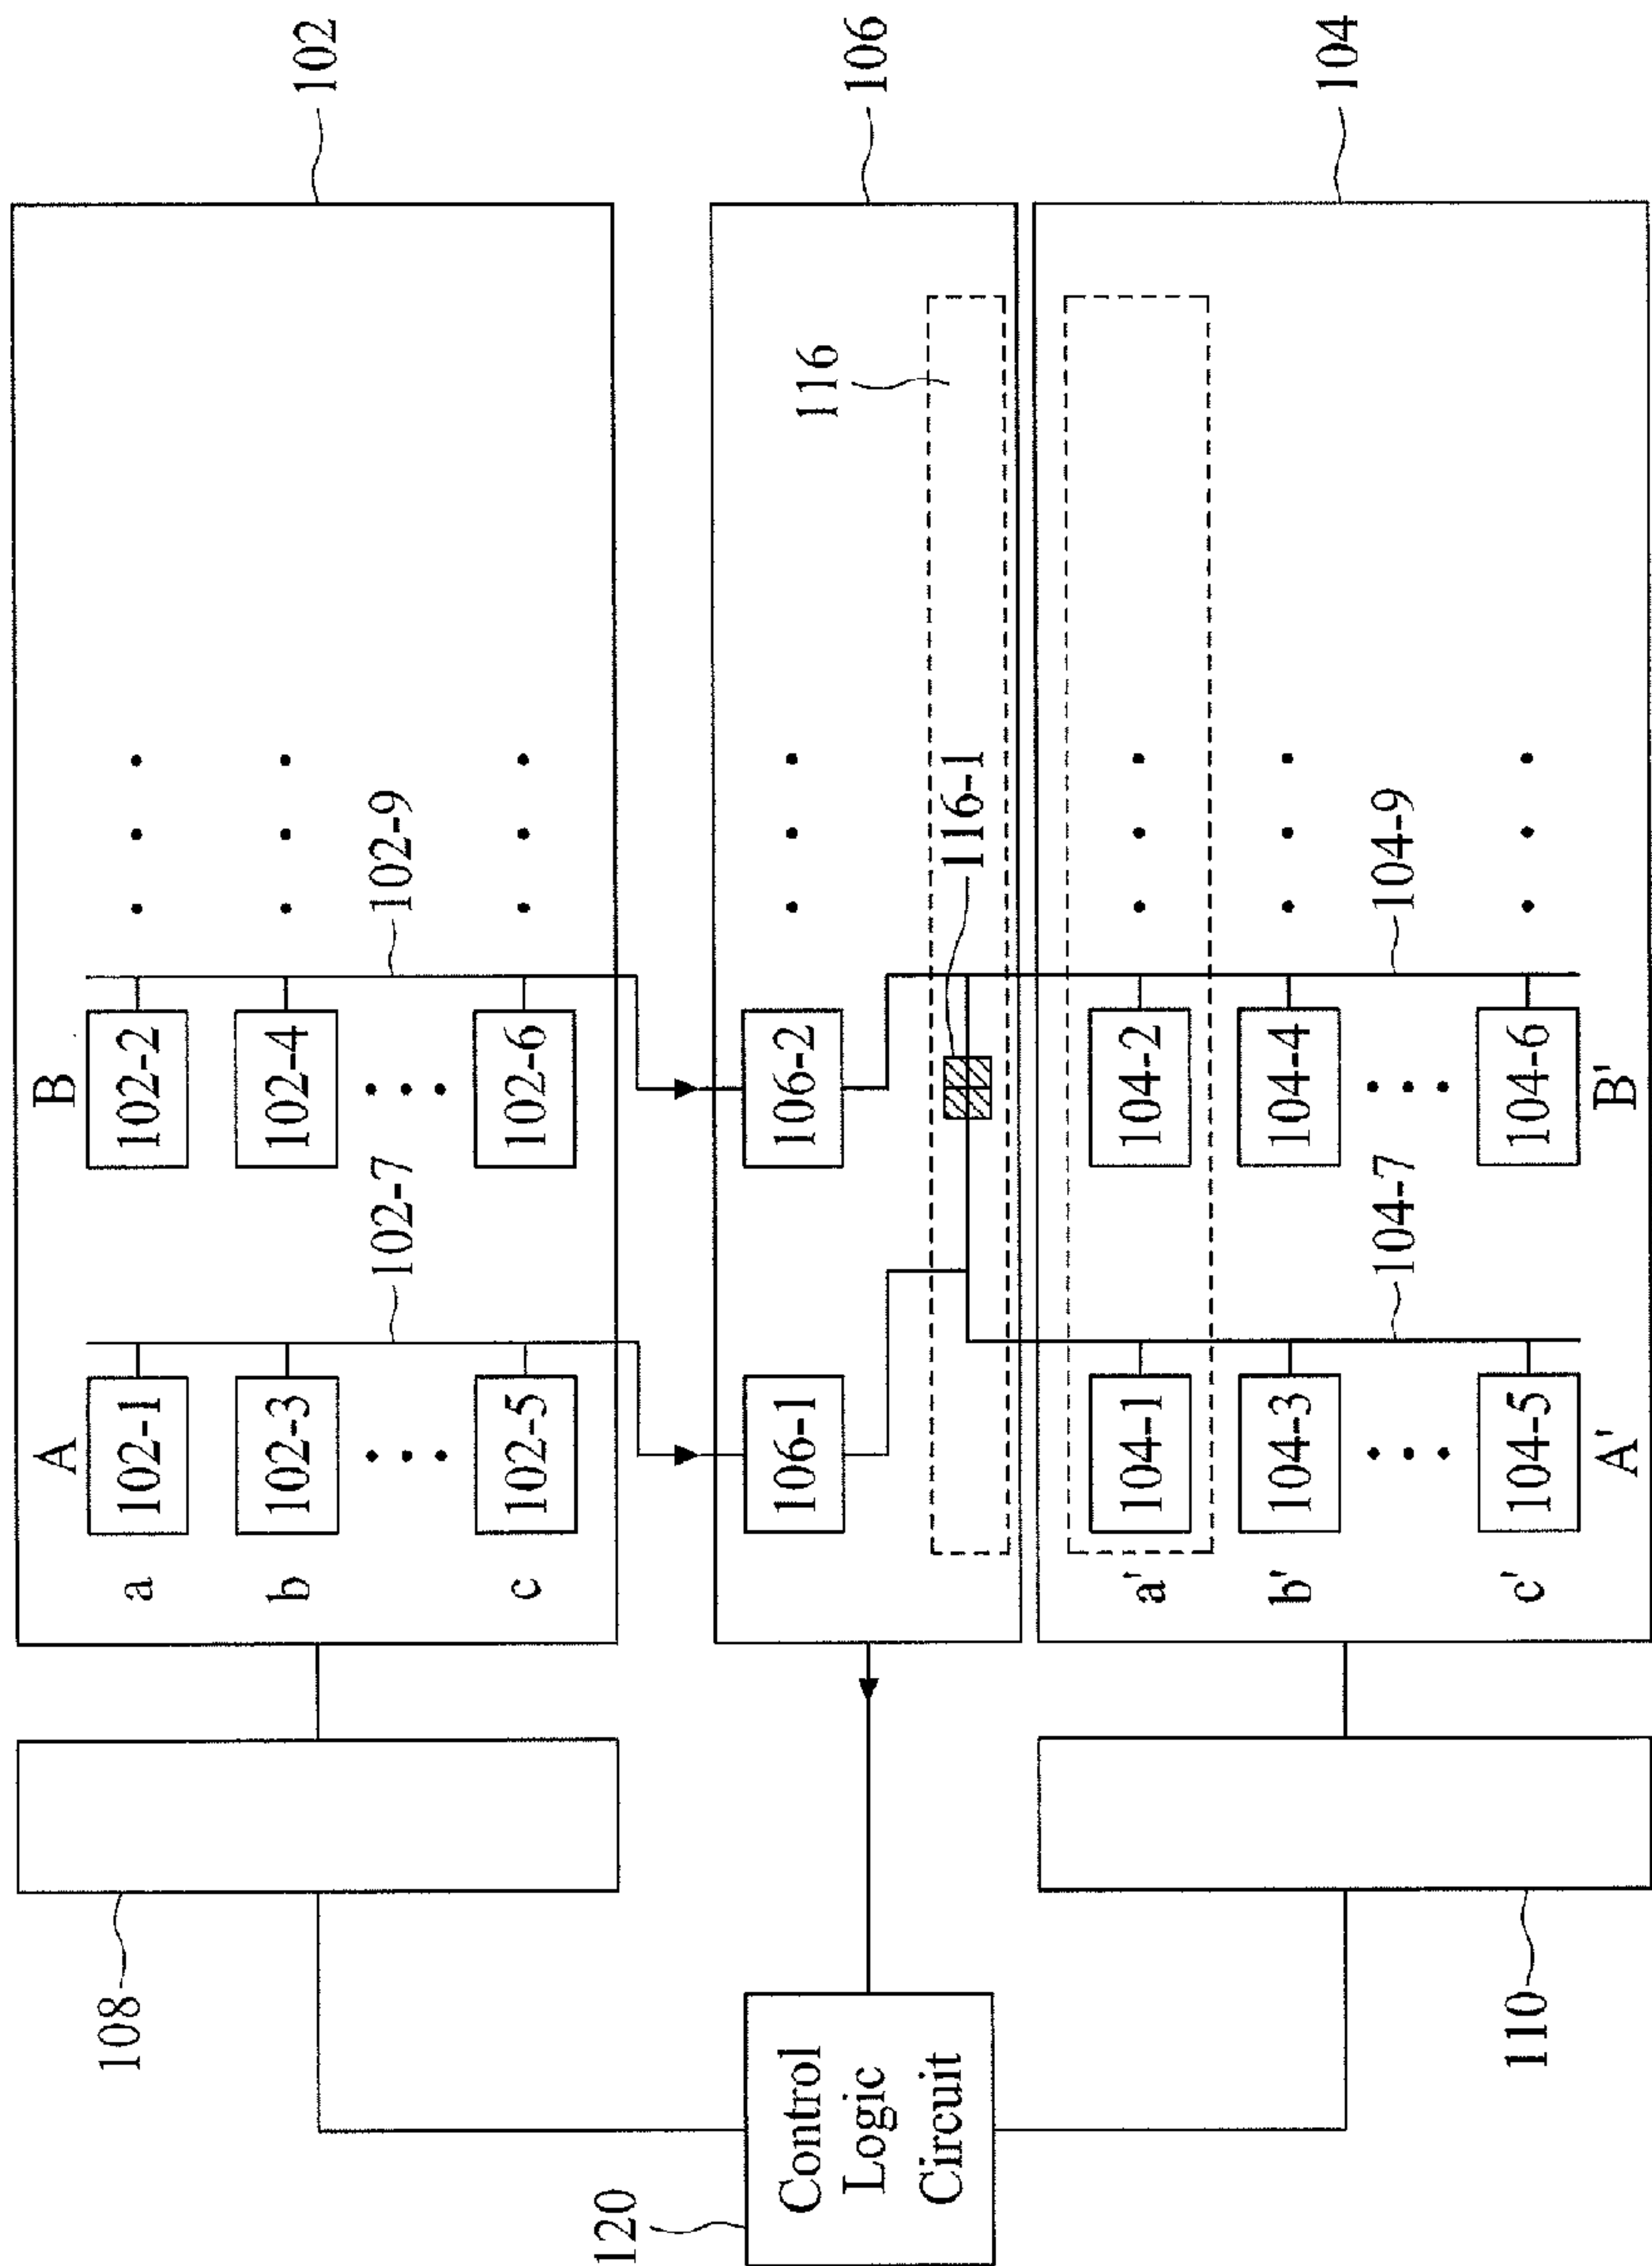 102
106
104
A
B
102-1
102-2
a
102-3
102-4
b
102-5
102-6
c
102-7
102-9
106-1
106-2
116
116-1
104-1
104-2
a'
104-3
104-4
b'
104-5
104-6
c'
A'
B'
104-7
104-9
108
110
120
Control
Logic
Circuit